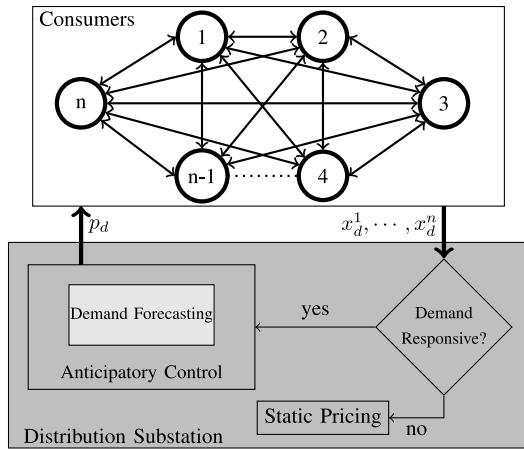 Consumers
1
2
n
3
n-1
4
p_d
x_d^1, ⋯ , x_d^n
Demand Forecasting
Anticipatory Control
yes
Demand
Responsive?
Static Pricing
no
Distribution Substation